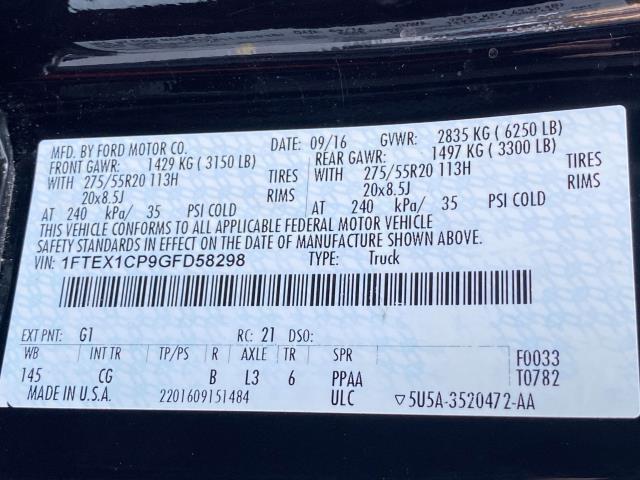 MFD. BY FORD MOTOR CO. DATE: 09/16 GVWR: 2835 KG ( 6250 LB)
FRONT GAWR: 1429 KG ( 3150 LB) REAR GAWR: 1497 KG ( 3300 LB)
WITH 275/55R20 113H TIRES WITH 275/55R20 113H TIRES
20x8.5J RIMS 20x8.5J RIMS
AT 240 kPa/ 35 PSI COLD AT 240 kPa/ 35 PSI COLD
THIS VEHICLE CONFORMS TO ALL APPLICABLE FEDERAL MOTOR VEHICLE
SAFETY STANDARDS IN EFFECT ON THE DATE OF MANUFACTURE SHOWN ABOVE.
VIN: 1FTEX1CP9GFD58298 TYPE: Truck
EXT PNT: G1 RC: 21 DSO:
WB INT TR TP/PS R AXLE TR SPR F0033
145 CG B L3 6 PPAA T0782
MADE IN U.S.A. 2201609151484 ULC ▽5U5A-3520472-AA